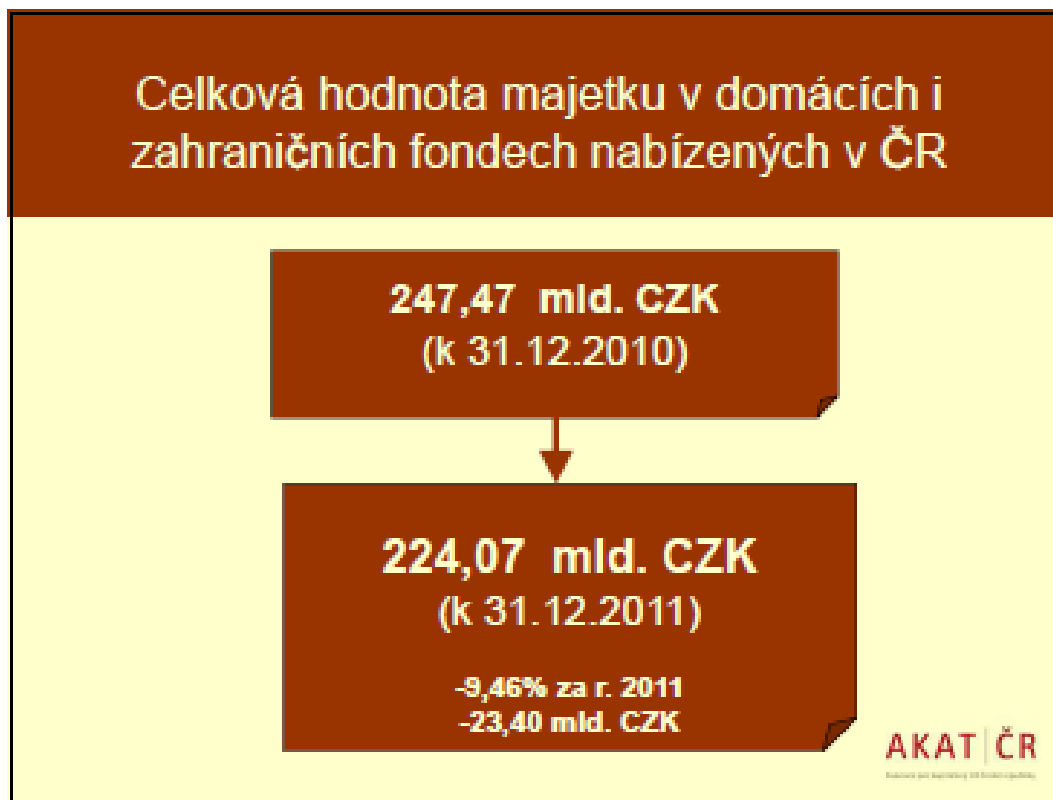 Celková hodnota majetku v domácích i
zahraničních fondech nabízených v ČR
247,47 mld. CZK
(k 31.12.2010)
224,07 mld. CZK
(k 31.12.2011)
-9,46% za r. 2011
-23,40 mld. CZK
AKAT|ČR